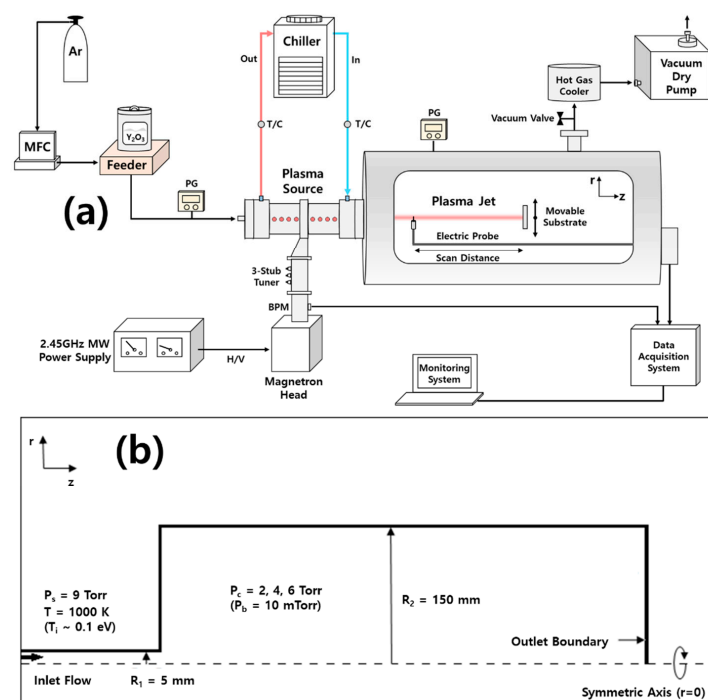 Ar
MFC
Y₂O₃
Feeder
PG
(a)
Out
Chiller
In
T/C
T/C
Plasma
Source
3-Stub
Tuner
BPM
2.45GHz MW
Power Supply
H/V
Magnetron
Head
PG
Vacuum Valve
Hot Gas
Cooler
Vacuum
Dry
Pump
r
z
Plasma Jet
Movable
Substrate
Electric Probe
Scan Distance
Monitoring
System
Data
Acquisition
System
(b)
r
z
Pₛ = 9 Torr
T = 1000 K
(Tᵢ ~ 0.1 eV)
P_c = 2, 4, 6 Torr
(P_b = 10 mTorr)
R₂ = 150 mm
Outlet Boundary
Inlet Flow
R₁ = 5 mm
Symmetric Axis (r=0)